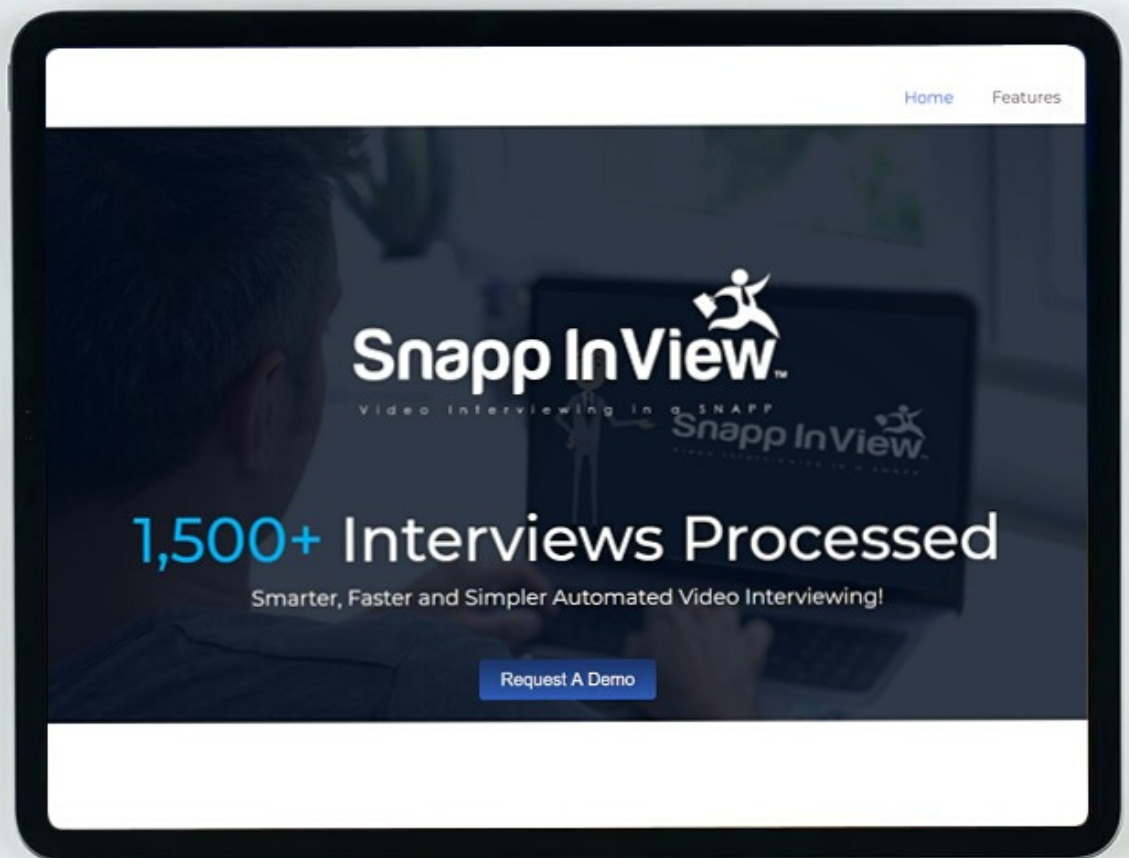 Home Features
Snapp InView™
Video Interviewing in a SNAPP
Snapp InView
1,500+ Interviews Processed
Smarter, Faster and Simpler Automated Video Interviewing!
Request A Demo